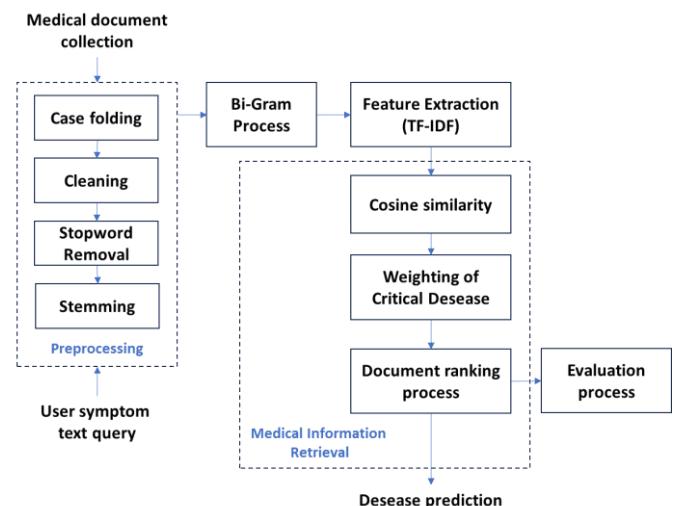 Medical document
collection
Case folding
Cleaning
Stopword
Removal
Stemming
Preprocessing
User symptom
text query
Bi-Gram
Process
Feature Extraction
(TF-IDF)
Cosine similarity
Weighting of
Critical Desease
Document ranking
process
Medical Information
Retrieval
Evaluation
process
Desease prediction